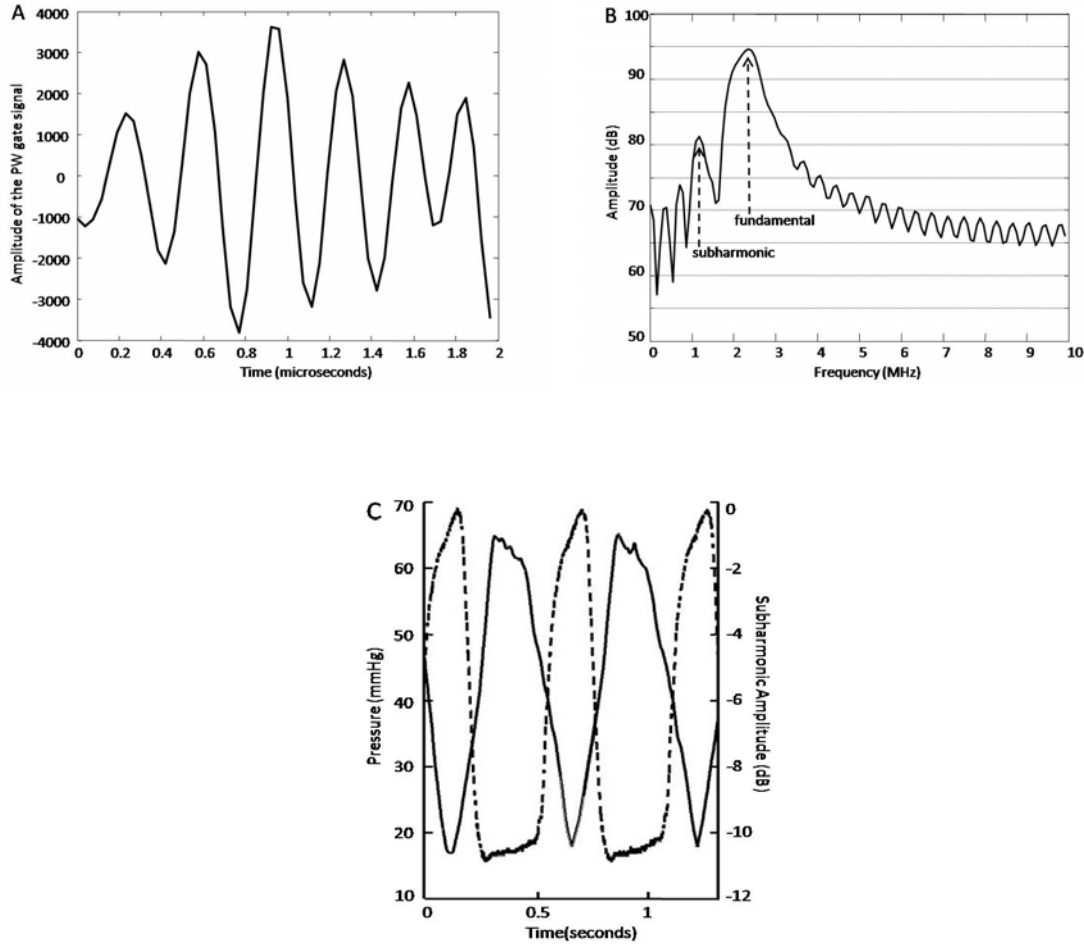 A
Amplitude of the PW gate signal
4000
3000
2000
1000
0
-1000
-2000
-3000
-4000
0 0.2 0.4 0.6 0.8 1 1.2 1.4 1.6 1.8 2
Time (microseconds)
B
Amplitude (dB)
100
90
80
70
60
50
fundamental
subharmonic
0 1 2 3 4 5 6 7 8 9 10
Frequency (MHz)
C
Pressure (mmHg)
70
60
50
40
30
20
10
0
-2
-4
-6
-8
-10
-12
Subharmonic Amplitude (dB)
0 0.5 1
Time(seconds)